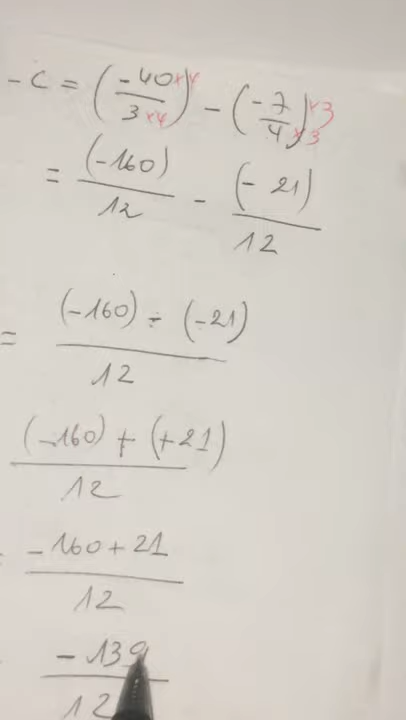 - C = (-40×4/3×4) - (-7×3/4×3)
= (-160)/12 - (-21)/12
= (-160) - (-21)/12
(-160) + (+21)/12
= -160+21/12
-139/12